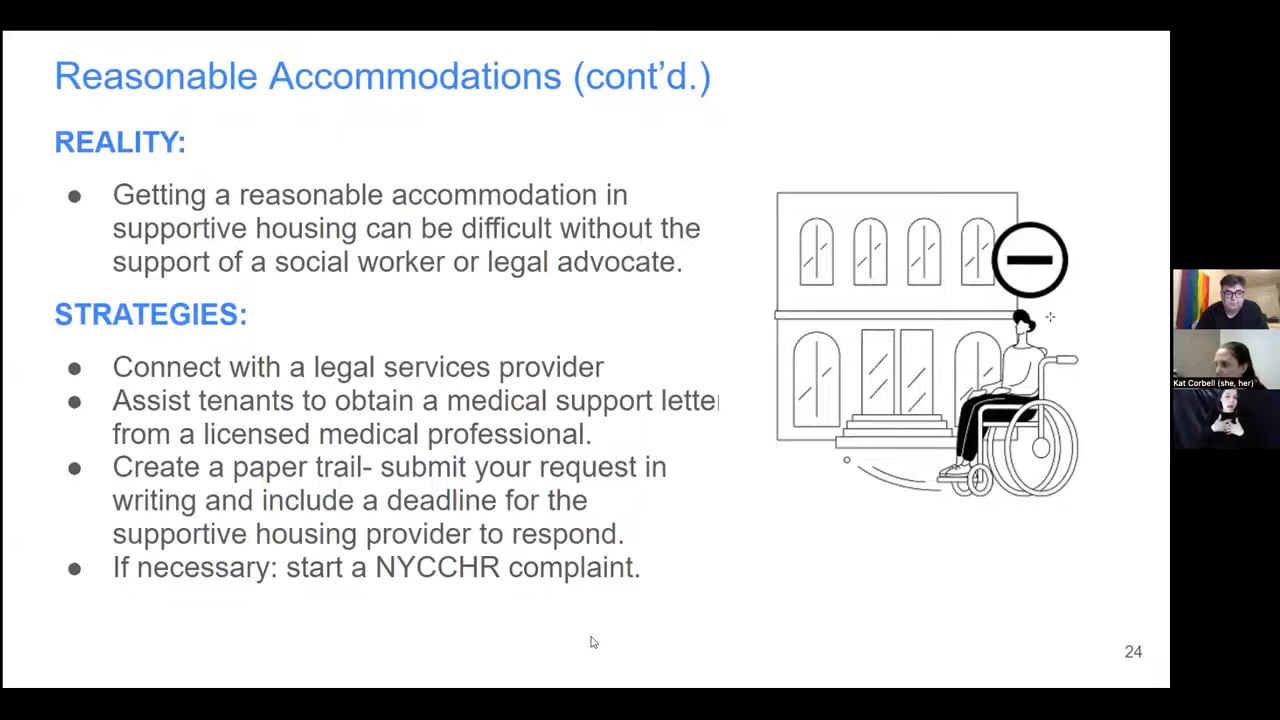 Reasonable Accommodations (cont'd.)
REALITY:
● Getting a reasonable accommodation in
supportive housing can be difficult without the
support of a social worker or legal advocate.
STRATEGIES:
● Connect with a legal services provider
● Assist tenants to obtain a medical support letter
from a licensed medical professional.
● Create a paper trail- submit your request in
writing and include a deadline for the
supportive housing provider to respond.
● If necessary: start a NYCCHR complaint.
24
Kat Corbell (she, her)